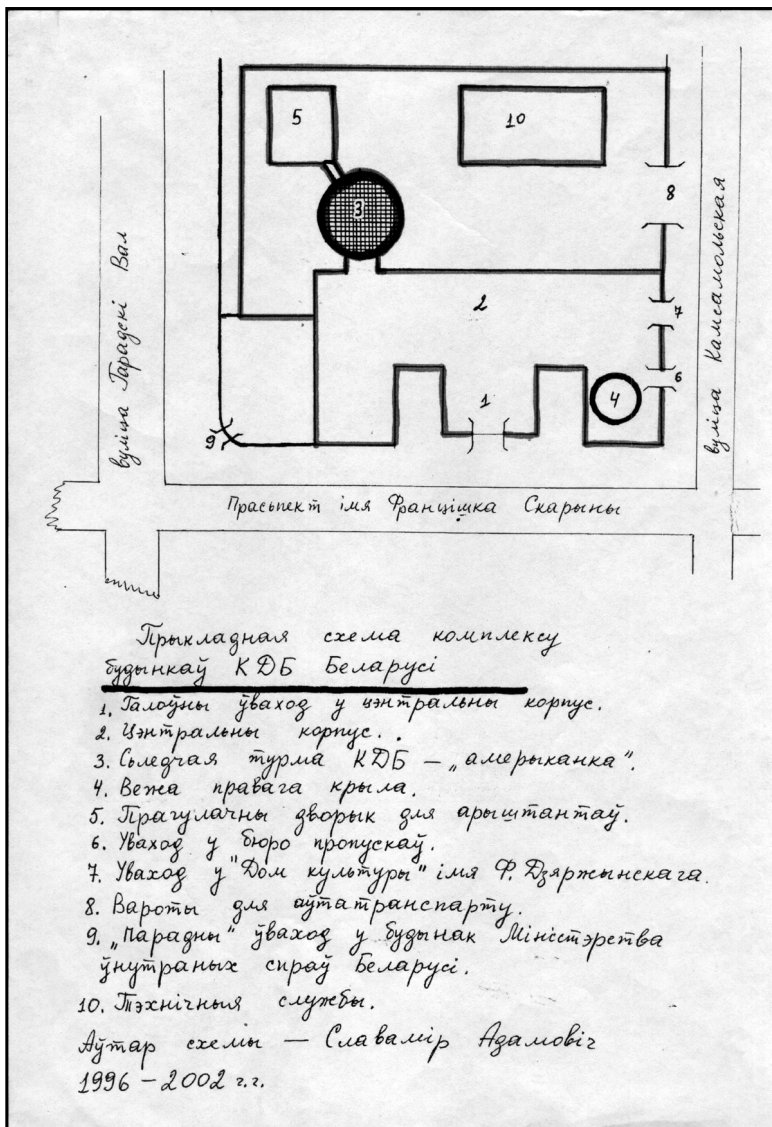 5
10
3
8
2
7
6
4
1
9
вуліца Гарадскі Вал
вуліца Камсамольская
Прасьпект імя Францішка Скарыны
Прыкладная схема комплексу
будынкаў КДБ Беларусі
1. Галоўны ўваход у цэнтральны корпус.
2. Цэнтральны корпус.
3. Сьледчая турма КДБ — „американка".
4. Вежа правага крыла.
5. Прагулачны дворык для арыштантаў.
6. Уваход у бюро пропускаў.
7. Уваход у "Дом культуры" імя Ф. Дзяржынскага.
8. Вароты для аўтатранспарту.
9. „Парадны" ўваход у будынак Міністэрства
ўнутраных спраў Беларусі.
10. Тэхнічныя службы.
Аўтар схемы — Славамір Адамовіч
1996 – 2002 г.г.